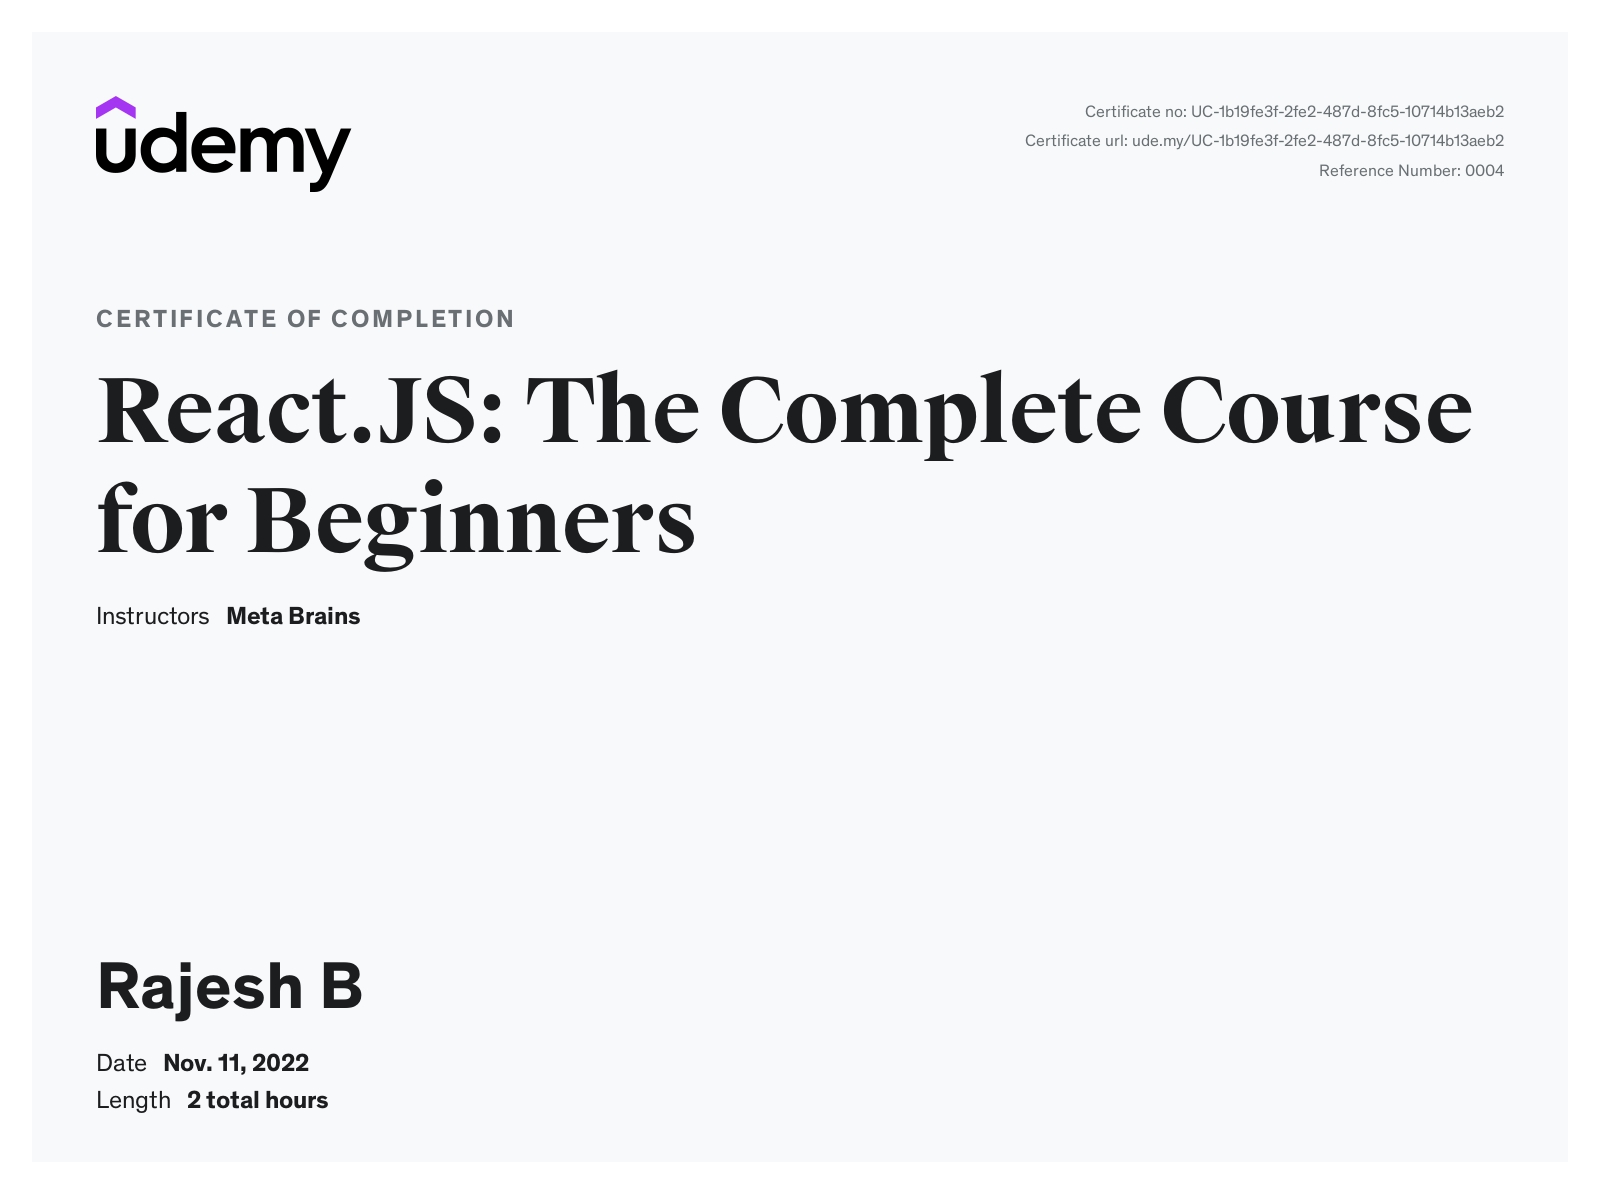 udemy
Certificate no: UC-1b19fe3f-2fe2-487d-8fc5-10714b13aeb2
Certificate url: ude.my/UC-1b19fe3f-2fe2-487d-8fc5-10714b13aeb2
Reference Number: 0004
CERTIFICATE OF COMPLETION
React.JS: The Complete Course
for Beginners
Instructors Meta Brains
Rajesh B
Date Nov. 11, 2022
Length 2 total hours